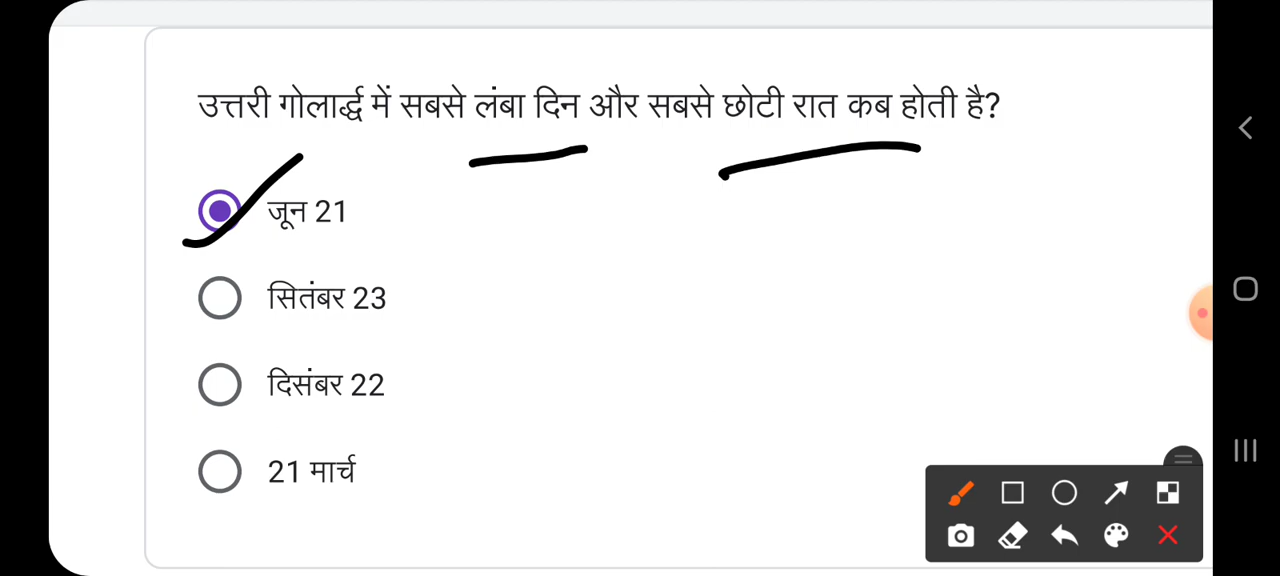 उत्तरी गोलार्द्ध में सबसे लंबा दिन और सबसे छोटी रात कब होती है?
जून 21
सितंबर 23
दिसंबर 22
21 मार्च